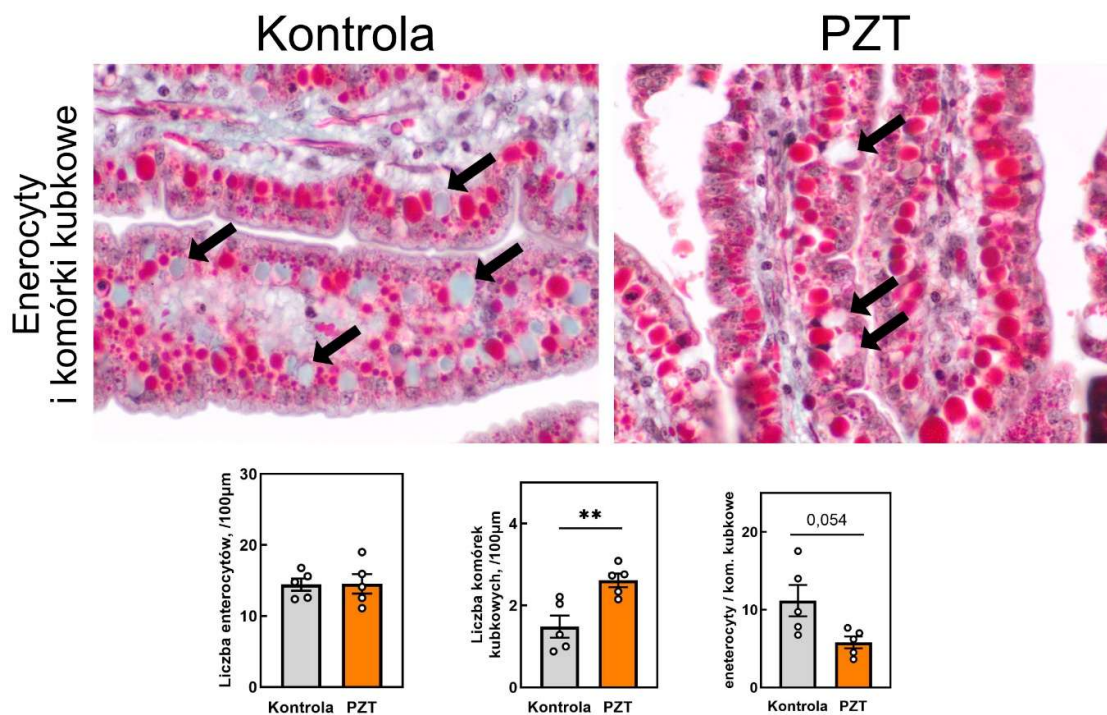 Kontrola
PZT
Enerocyty
i komórki kubkowe
Liczba enterocytów, /100µm
30
20
10
0
Kontrola
PZT
Liczba komórek
kubkowych, /100µm
4
2
0
**
Kontrola
PZT
eneterocyty / kom. kubkowe
20
10
0
0,054
Kontrola
PZT